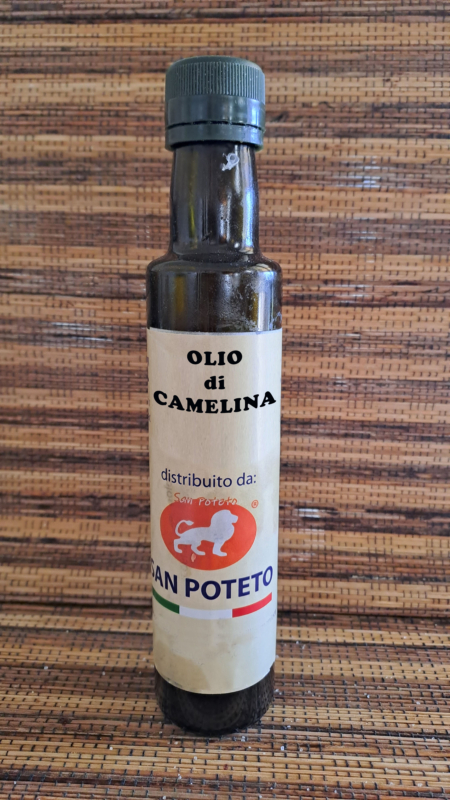 OLIO
di
CAMELINA
distribuito da:
San Poteto
®
SAN POTETO